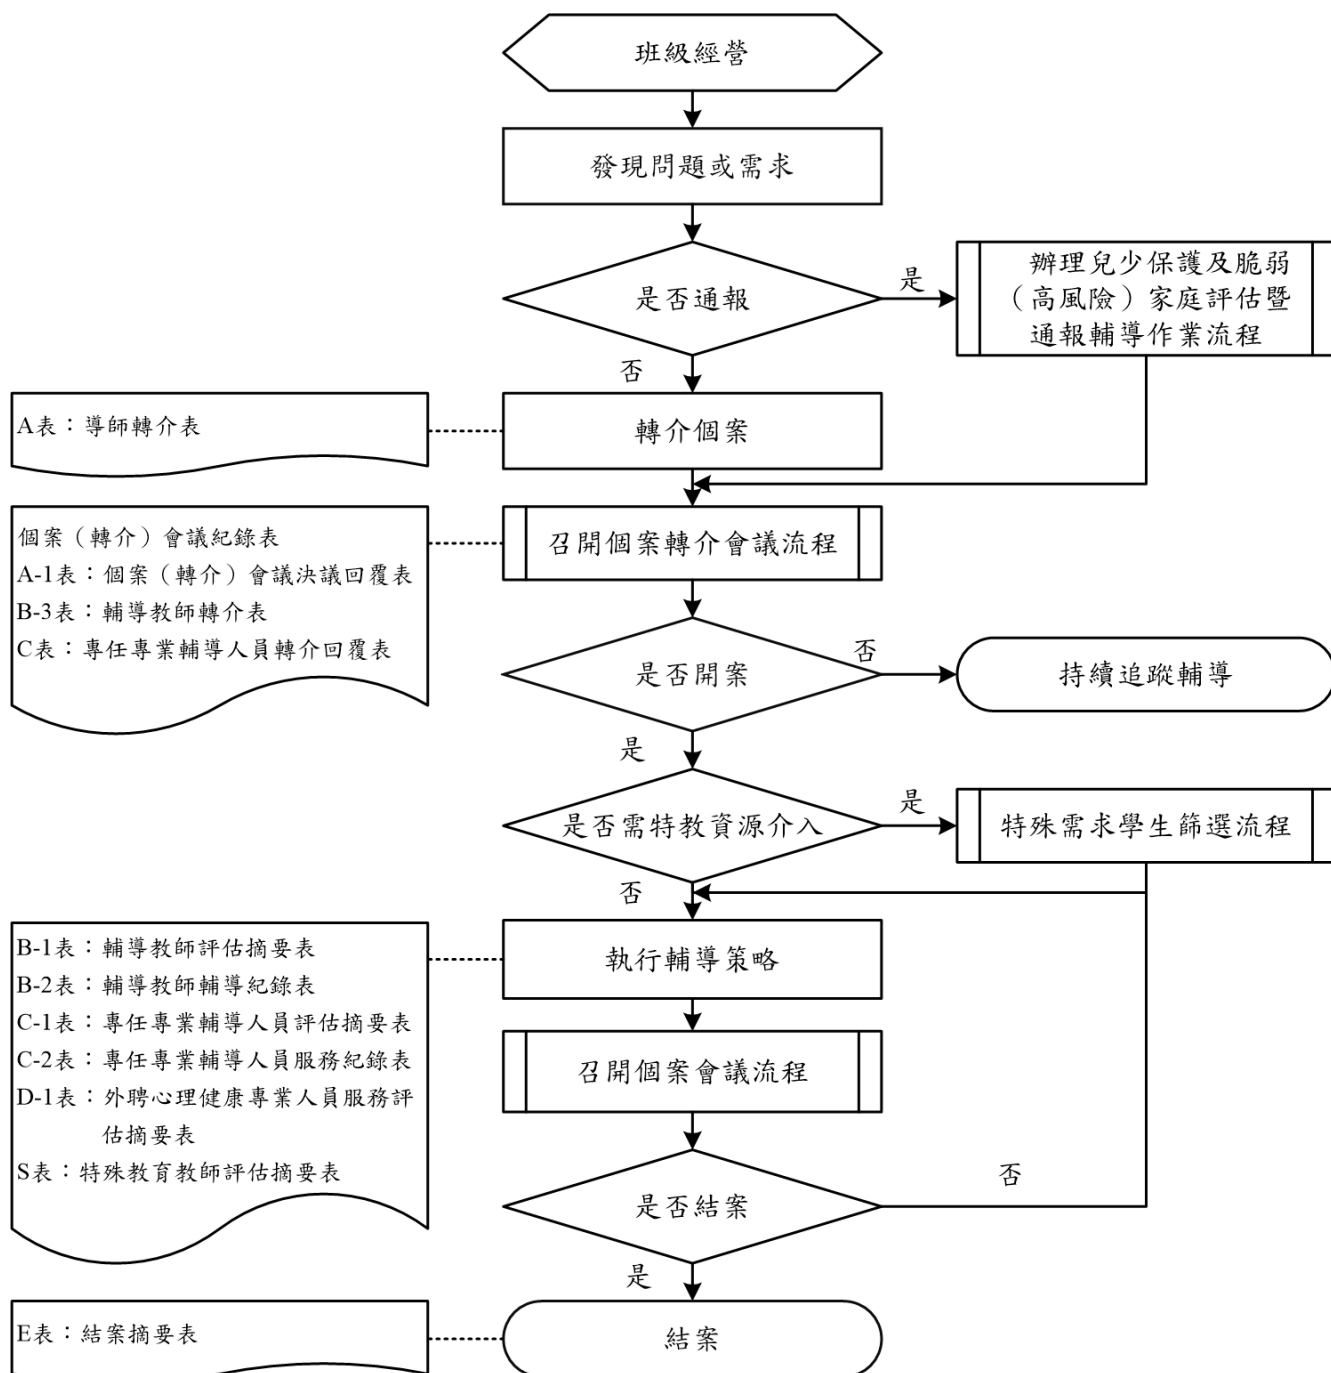 班級經營
發現問題或需求
是否通報
是
辦理兒少保護及脆弱
（高風險）家庭評估暨
通報輔導作業流程
否
A表：導師轉介表
轉介個案
個案（轉介）會議紀錄表
A-1表：個案（轉介）會議決議回覆表
B-3表：輔導教師轉介表
C表：專任專業輔導人員轉介回覆表
召開個案轉介會議流程
是否開案
否
持續追蹤輔導
是
是否需特教資源介入
是
特殊需求學生篩選流程
否
B-1表：輔導教師評估摘要表
B-2表：輔導教師輔導紀錄表
C-1表：專任專業輔導人員評估摘要表
C-2表：專任專業輔導人員服務紀錄表
D-1表：外聘心理健康專業人員服務評
估摘要表
S表：特殊教育教師評估摘要表
執行輔導策略
召開個案會議流程
是否結案
否
是
E表：結案摘要表
結案